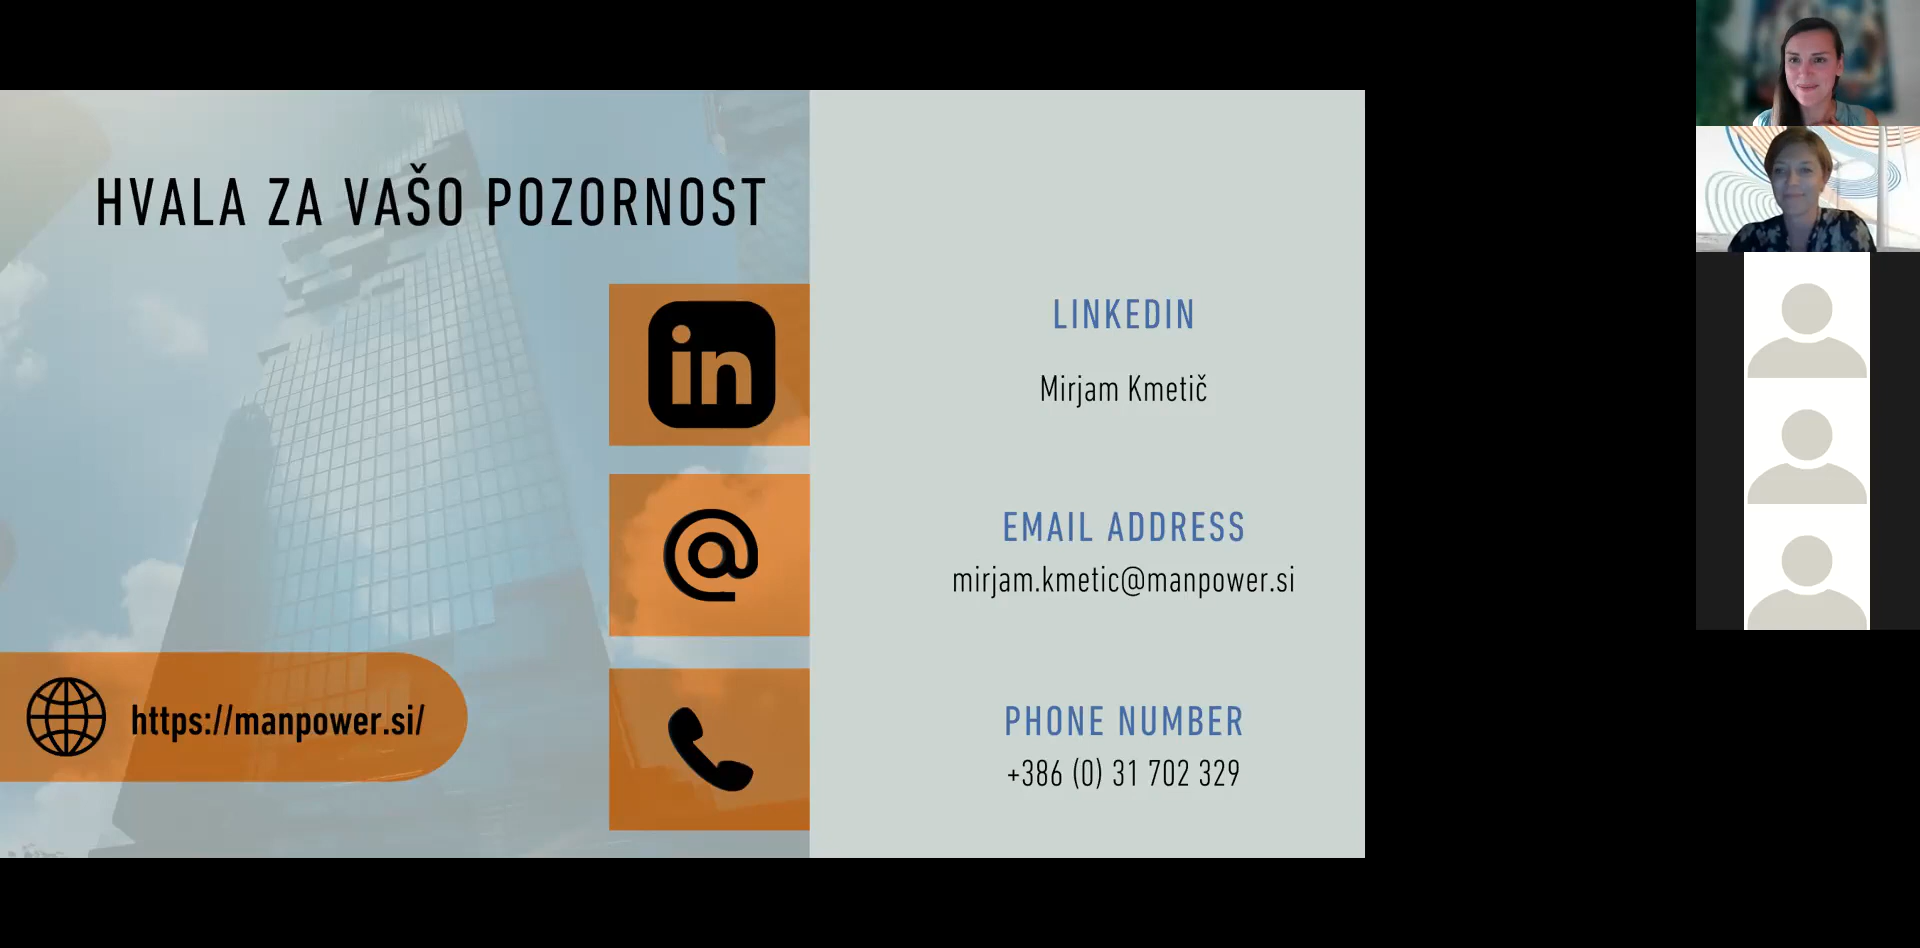 HVALA ZA VAŠO POZORNOST
in
LINKEDIN
Mirjam Kmetič
@
EMAIL ADDRESS
mirjam.kmetic@manpower.si
https://manpower.si/
PHONE NUMBER
+386 (0) 31 702 329